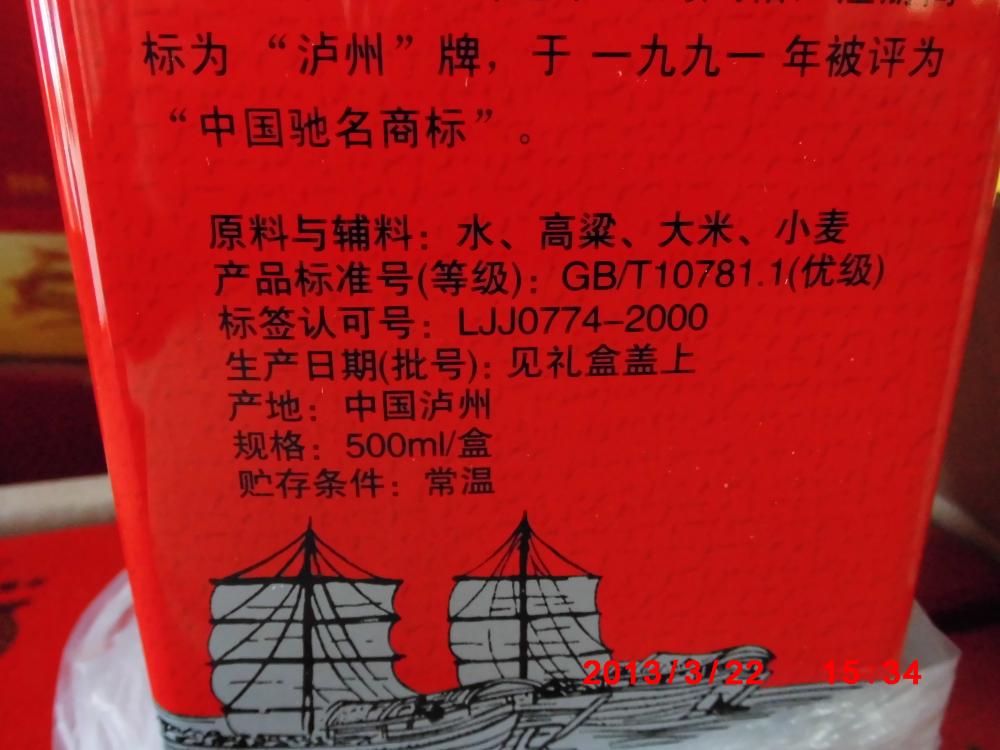 标为“泸州”牌，于一九九一年被评为
“中国驰名商标”。
原料与辅料：水、高粱、大米、小麦
产品标准号(等级)：GB/T10781.1(优级)
标签认可号：LJJ0774-2000
生产日期(批号)：见礼盒盖上
产地：中国泸州
规格：500ml/盒
贮存条件：常温
2013/3/22 15:34